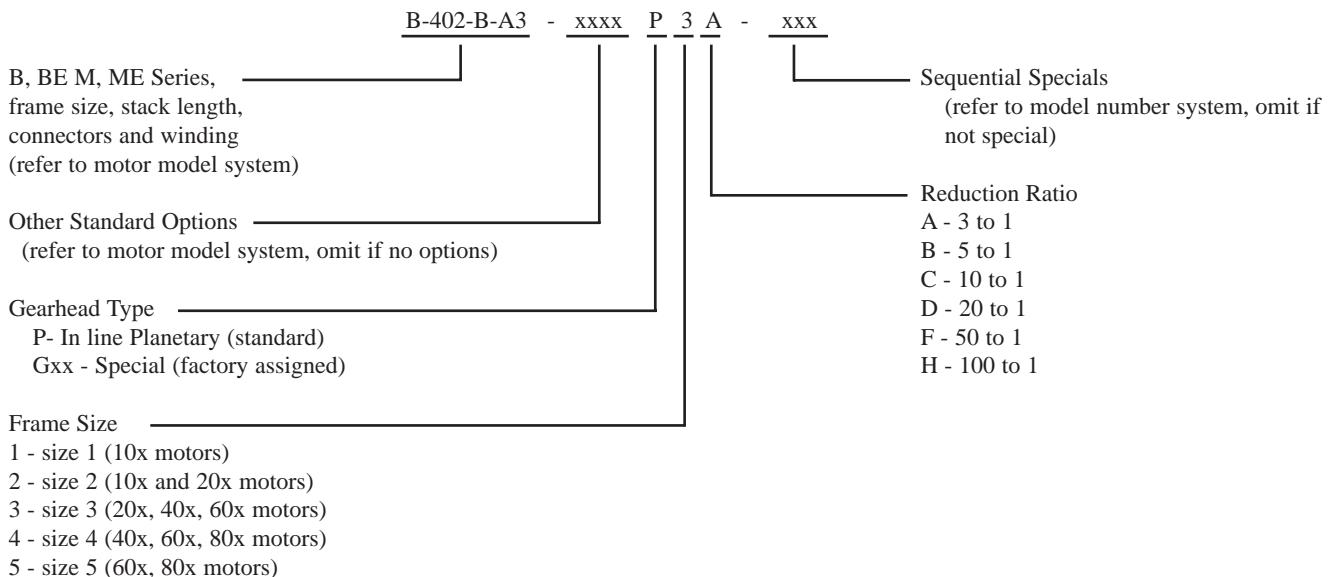 B-402-B-A3 - xxxx P 3 A - xxx
B, BE M, ME Series,
frame size, stack length,
connectors and winding
(refer to motor model system)
Other Standard Options
(refer to motor model system, omit if no options)
Gearhead Type
P- In line Planetary (standard)
Gxx - Special (factory assigned)
Frame Size
1 - size 1 (10x motors)
2 - size 2 (10x and 20x motors)
3 - size 3 (20x, 40x, 60x motors)
4 - size 4 (40x, 60x, 80x motors)
5 - size 5 (60x, 80x motors)
Sequential Specials
(refer to model number system, omit if
not special)
Reduction Ratio
A - 3 to 1
B - 5 to 1
C - 10 to 1
D - 20 to 1
F - 50 to 1
H - 100 to 1